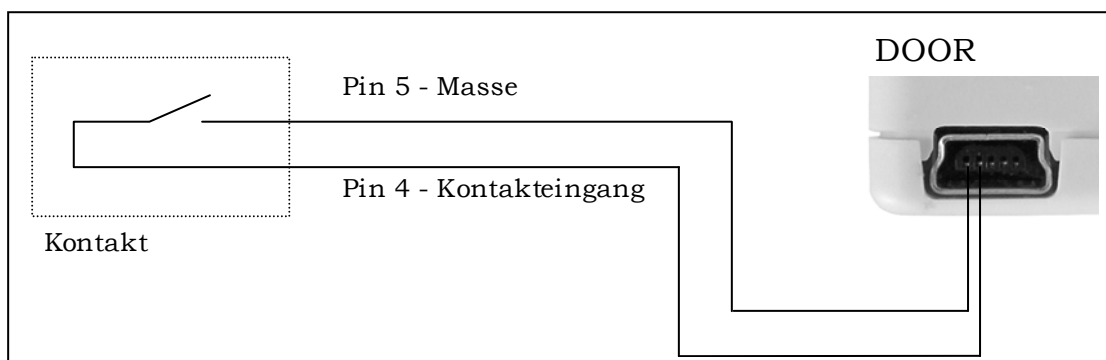 DOOR
Pin 5 - Masse
Pin 4 - Kontakteingang
Kontakt